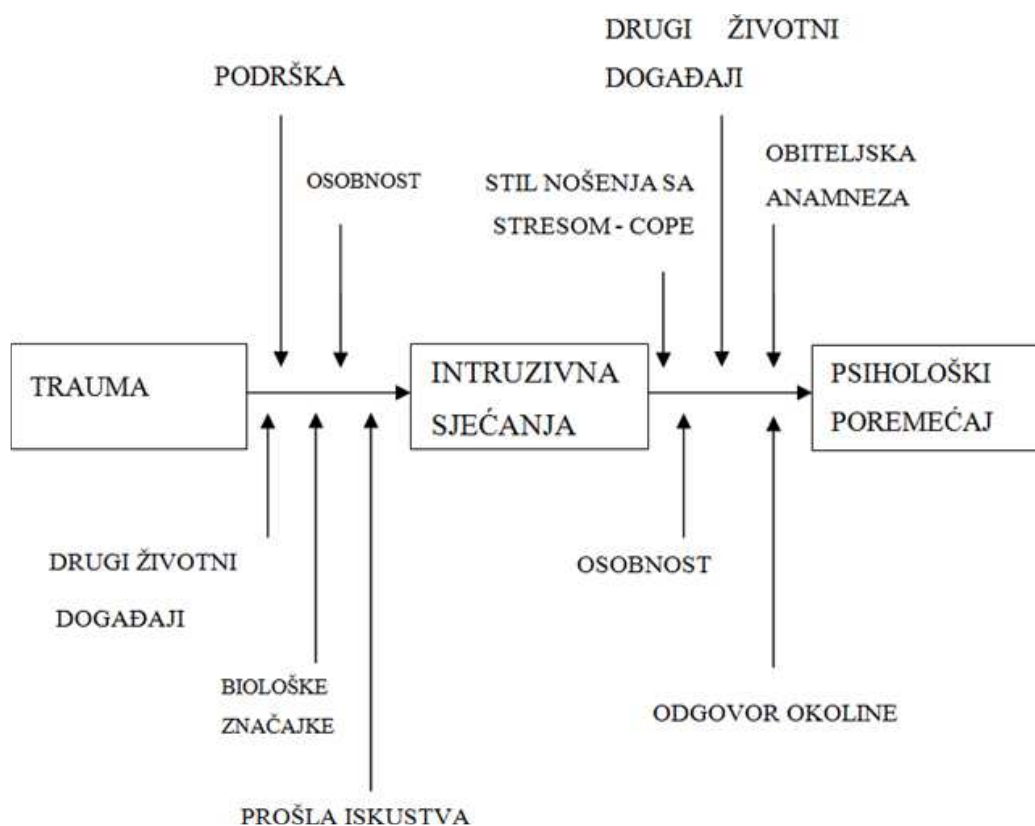 DRUGI ŽIVOTNI
DOGAĐAJI
PODRŠKA
OBITELJSKA
ANAMNEZA
OSOBNOST
STIL NOŠENJA SA
STRESOM - COPE
TRAUMA
INTRUZIVNA
SJEĆANJA
PSIHOLOŠKI
POREMEĆAJ
DRUGI ŽIVOTNI
DOGAĐAJI
OSOBNOST
BIOLOŠKE
ZNAČAJKE
ODGOVOR OKOLINE
PROŠLA ISKUSTVA